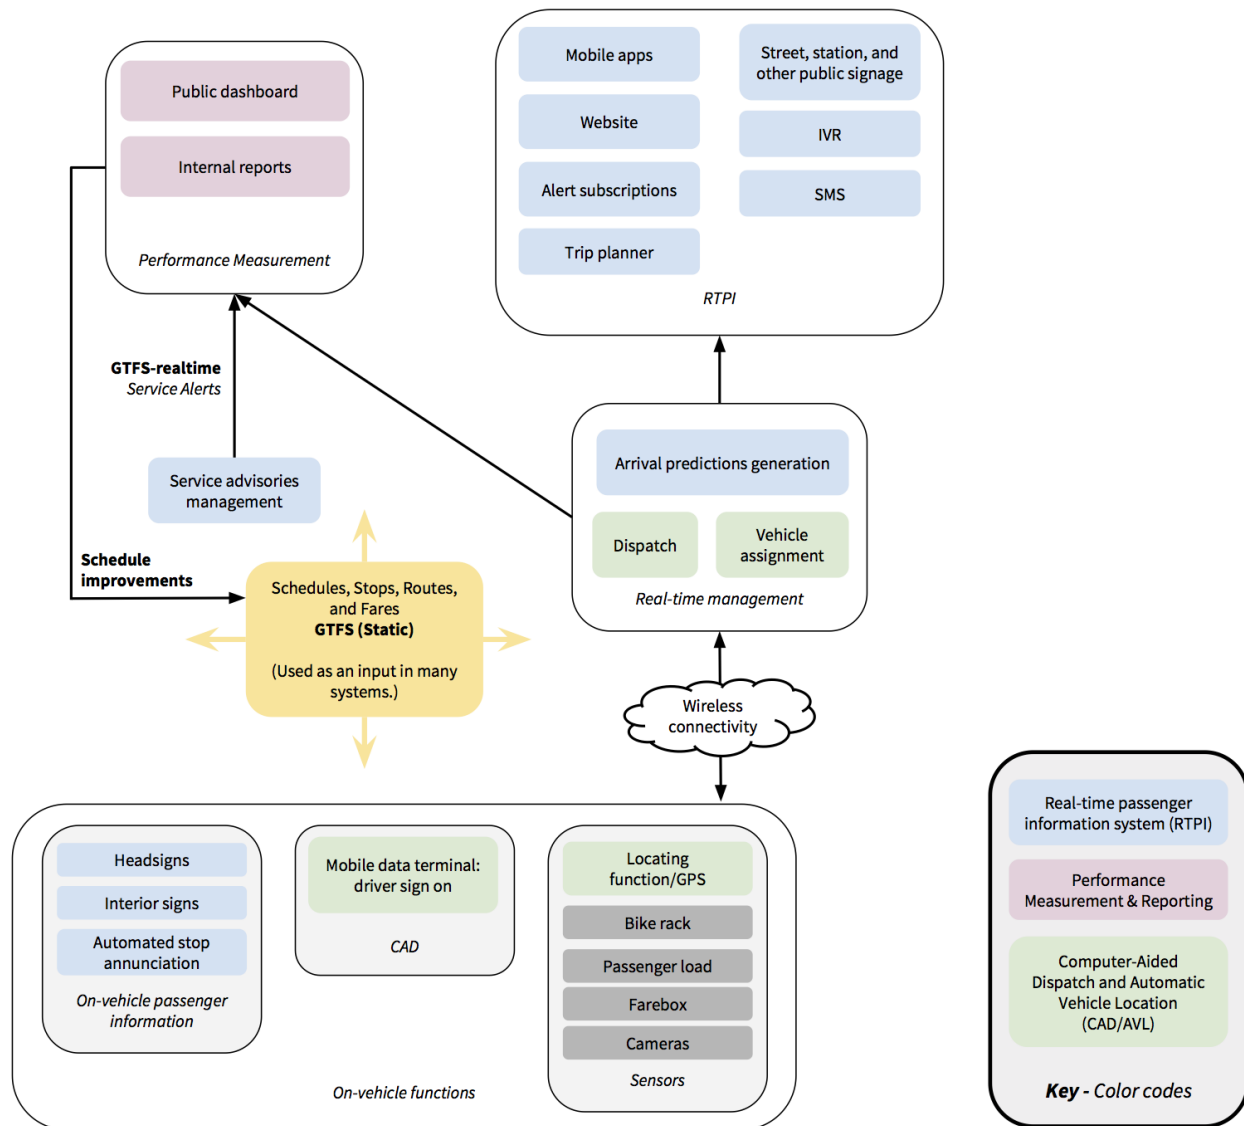 Public dashboard
Internal reports
Performance Measurement
Mobile apps
Website
Alert subscriptions
Trip planner
Street, station, and
other public signage
IVR
SMS
RTPI
GTFS-realtime
Service Alerts
Service advisories
management
Arrival predictions generation
Dispatch
Vehicle
assignment
Real-time management
Schedule
improvements
Schedules, Stops, Routes,
and Fares
GTFS (Static)
(Used as an input in many
systems.)
Wireless
connectivity
Headsigns
Interior signs
Automated stop
annunciation
On-vehicle passenger
information
Mobile data terminal:
driver sign on
CAD
Locating
function/GPS
Bike rack
Passenger load
Farebox
Cameras
Sensors
On-vehicle functions
Real-time passenger
information system (RTPI)
Performance
Measurement & Reporting
Computer-Aided
Dispatch and Automatic
Vehicle Location
(CAD/AVL)
Key - Color codes